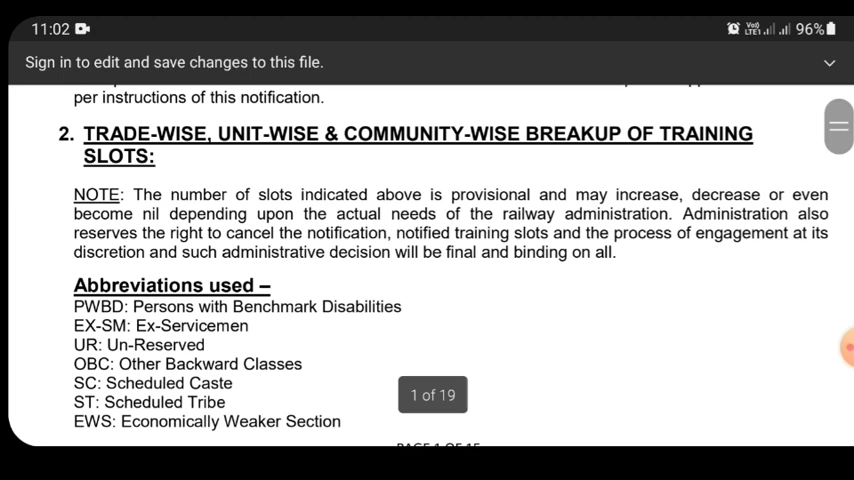 11:02
Vo)) LTE1 96%
Sign in to edit and save changes to this file.
per instructions of this notification.
2. TRADE-WISE, UNIT-WISE & COMMUNITY-WISE BREAKUP OF TRAINING
SLOTS:
NOTE: The number of slots indicated above is provisional and may increase, decrease or even
become nil depending upon the actual needs of the railway administration. Administration also
reserves the right to cancel the notification, notified training slots and the process of engagement at its
discretion and such administrative decision will be final and binding on all.
Abbreviations used –
PWBD: Persons with Benchmark Disabilities
EX-SM: Ex-Servicemen
UR: Un-Reserved
OBC: Other Backward Classes
SC: Scheduled Caste
1 of 19
ST: Scheduled Tribe
EWS: Economically Weaker Section
PAGE 1 OF 15